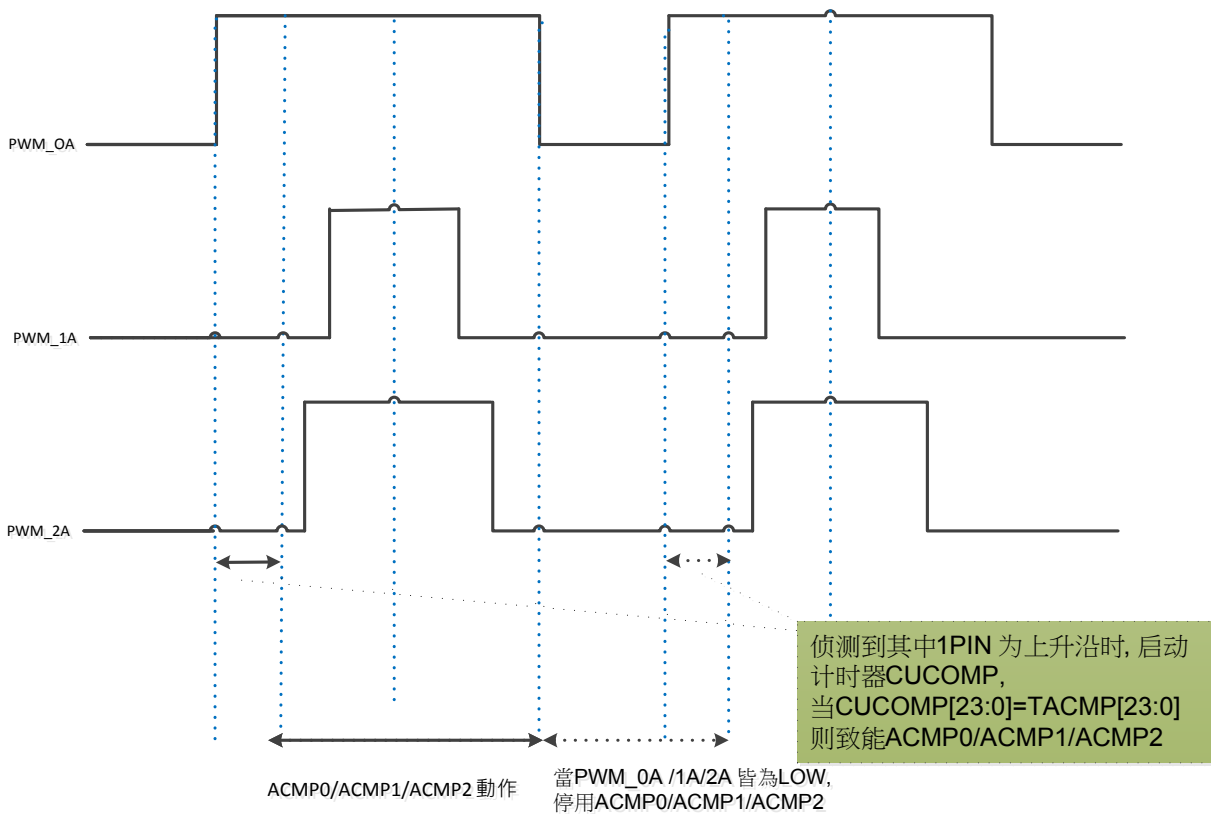 PWM_0A
PWM_1A
PWM_2A
侦测到其中1PIN 为上升沿时, 启动
计时器CUCOMP,
当CUCOMP[23:0]=TACMP[23:0]
则致能ACMP0/ACMP1/ACMP2
ACMP0/ACMP1/ACMP2 動作
當PWM_0A /1A/2A 皆為LOW,
停用ACMP0/ACMP1/ACMP2